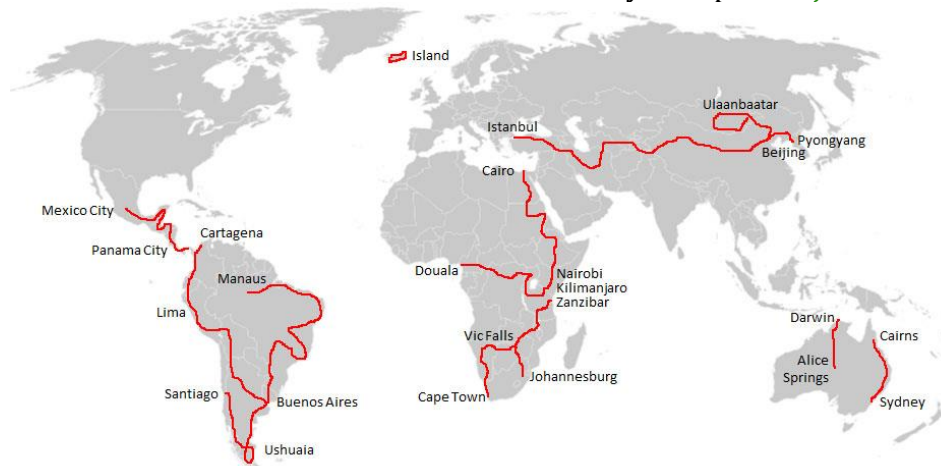 Island
Ulaanbaatar
Istanbul
Pyongyang
Beijing
Cairo
Mexico City
Cartagena
Panama City
Douala
Manaus
Nairobi
Kilimanjaro
Zanzibar
Lima
Darwin
Vic Falls
Cairns
Alice
Springs
Johannesburg
Santiago
Buenos Aires
Cape Town
Sydney
Ushuaia